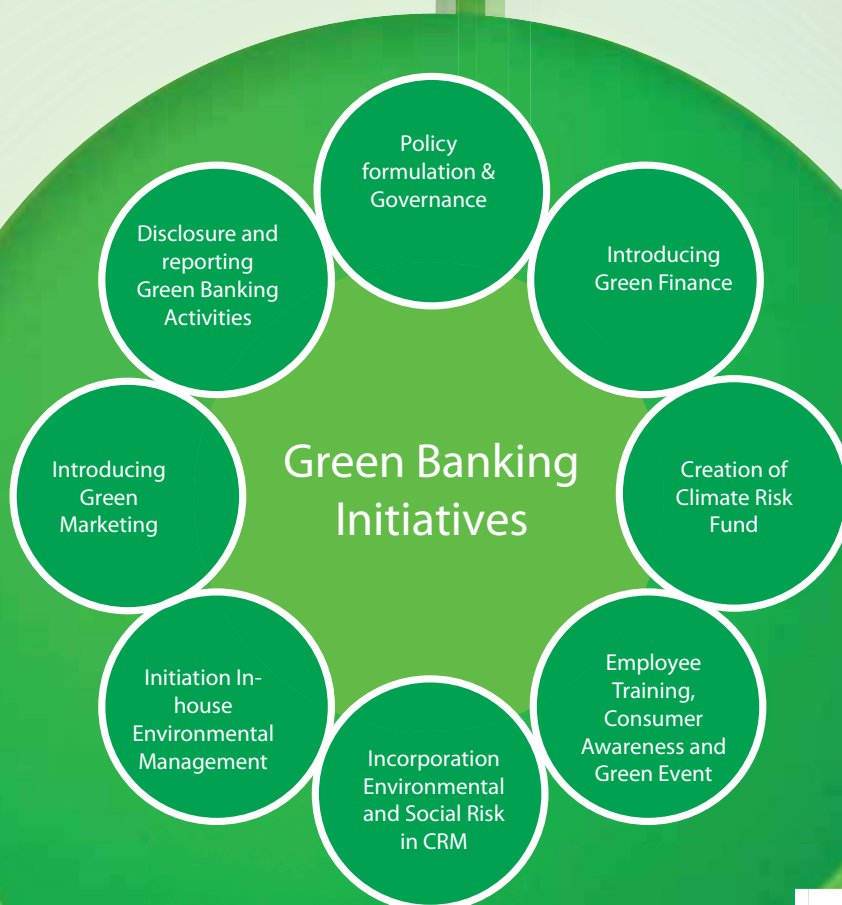 Green Banking
Initiatives
Policy
formulation &
Governance
Introducing
Green Finance
Creation of
Climate Risk
Fund
Employee
Training,
Consumer
Awareness and
Green Event
Incorporation
Environmental
and Social Risk
in CRM
Initiation In-
house
Environmental
Management
Introducing
Green
Marketing
Disclosure and
reporting
Green Banking
Activities